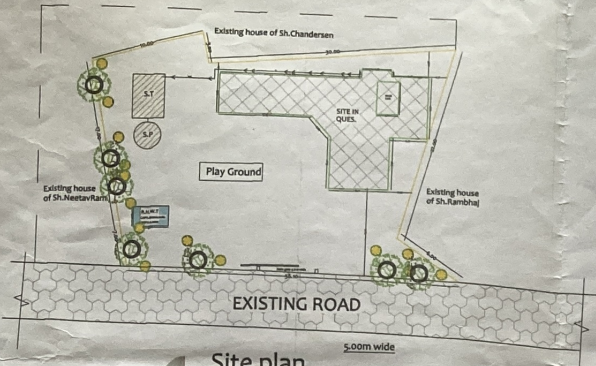 Existing house of Sh.Chandersen
S.T
SITE IN
QUES.
S.P
Play Ground
Existing house
of Sh.NeetavRam
Existing house
of Sh.Rambhaj
EXISTING ROAD
5.00m wide
Site plan